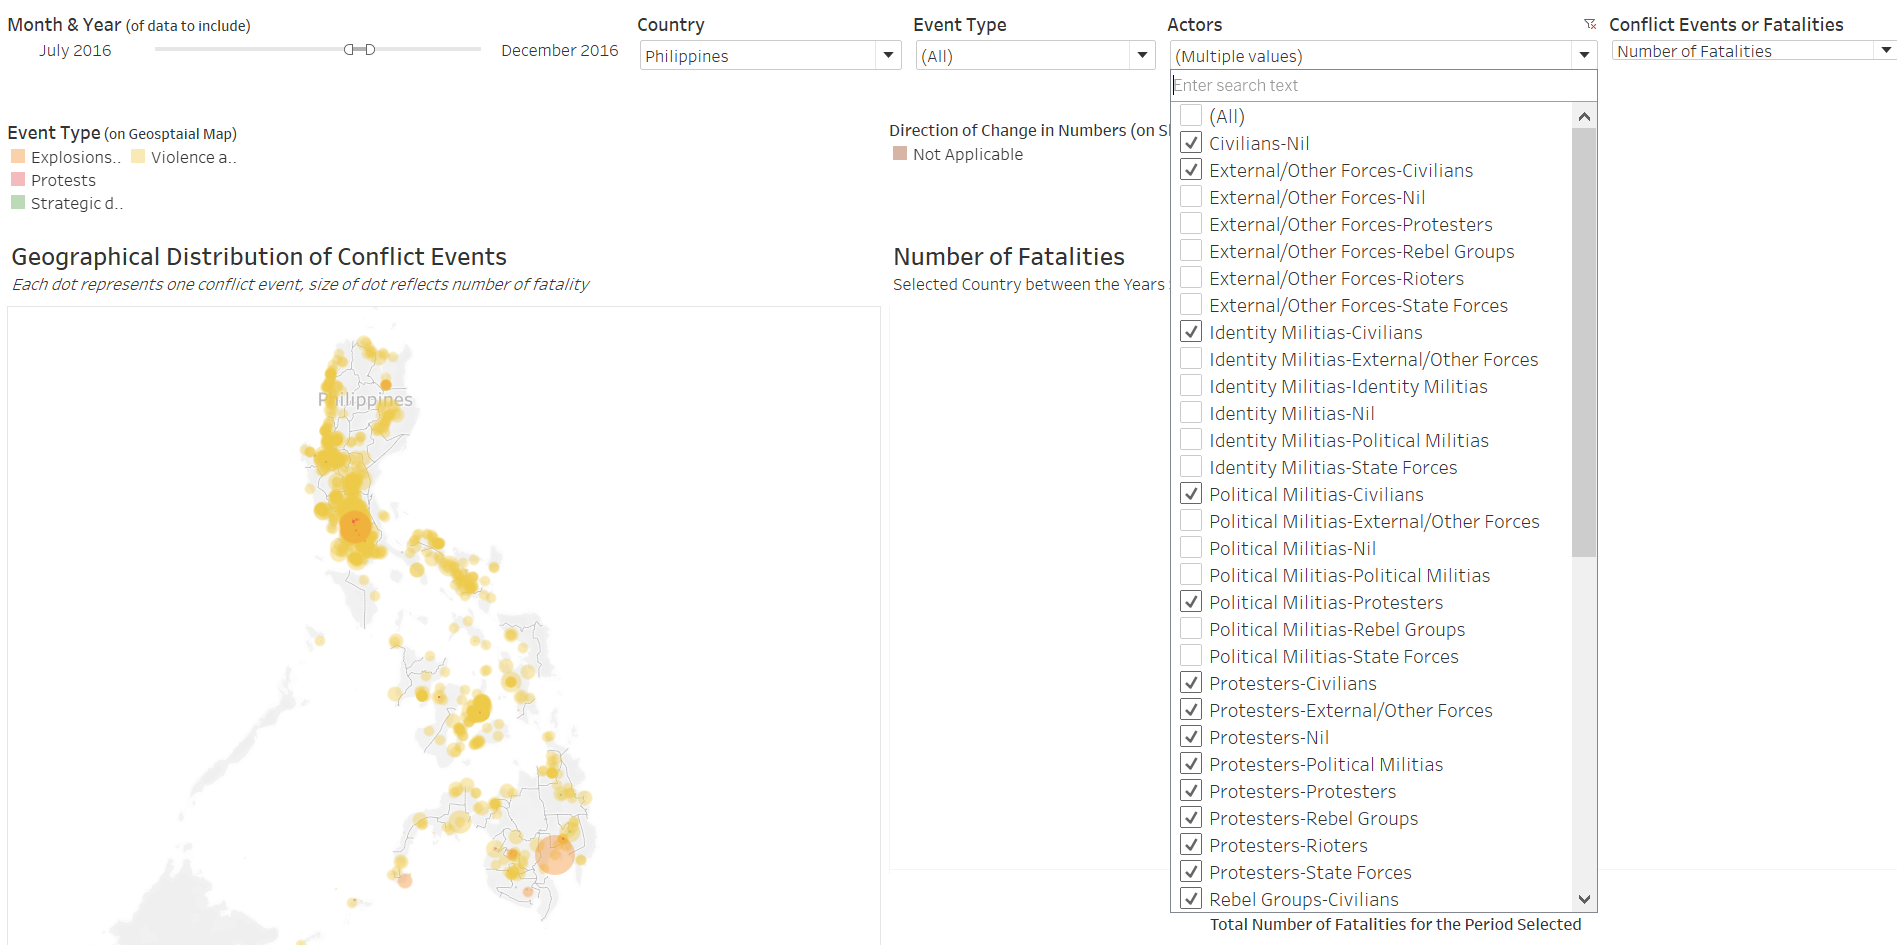 Month & Year (of data to include)
July 2016
December 2016
Country
Philippines
Event Type
(All)
Actors
(Multiple values)
Conflict Events or Fatalities
Number of Fatalities
Enter search text
(All)
Civilians-Nil
External/Other Forces-Civilians
External/Other Forces-Nil
External/Other Forces-Protesters
External/Other Forces-Rebel Groups
External/Other Forces-Rioters
External/Other Forces-State Forces
Identity Militias-Civilians
Identity Militias-External/Other Forces
Identity Militias-Identity Militias
Identity Militias-Nil
Identity Militias-Political Militias
Identity Militias-State Forces
Political Militias-Civilians
Political Militias-External/Other Forces
Political Militias-Nil
Political Militias-Political Militias
Political Militias-Protesters
Political Militias-Rebel Groups
Political Militias-State Forces
Protesters-Civilians
Protesters-External/Other Forces
Protesters-Nil
Protesters-Political Militias
Protesters-Protesters
Protesters-Rebel Groups
Protesters-Rioters
Protesters-State Forces
Rebel Groups-Civilians
Event Type (on Geosptaial Map)
Explosions.. Violence a..
Protests
Strategic d..
Direction of Change in Numbers (on Sl
Not Applicable
Geographical Distribution of Conflict Events
Each dot represents one conflict event, size of dot reflects number of fatality
Philippines
Number of Fatalities
Selected Country between the Years
Total Number of Fatalities for the Period Selected